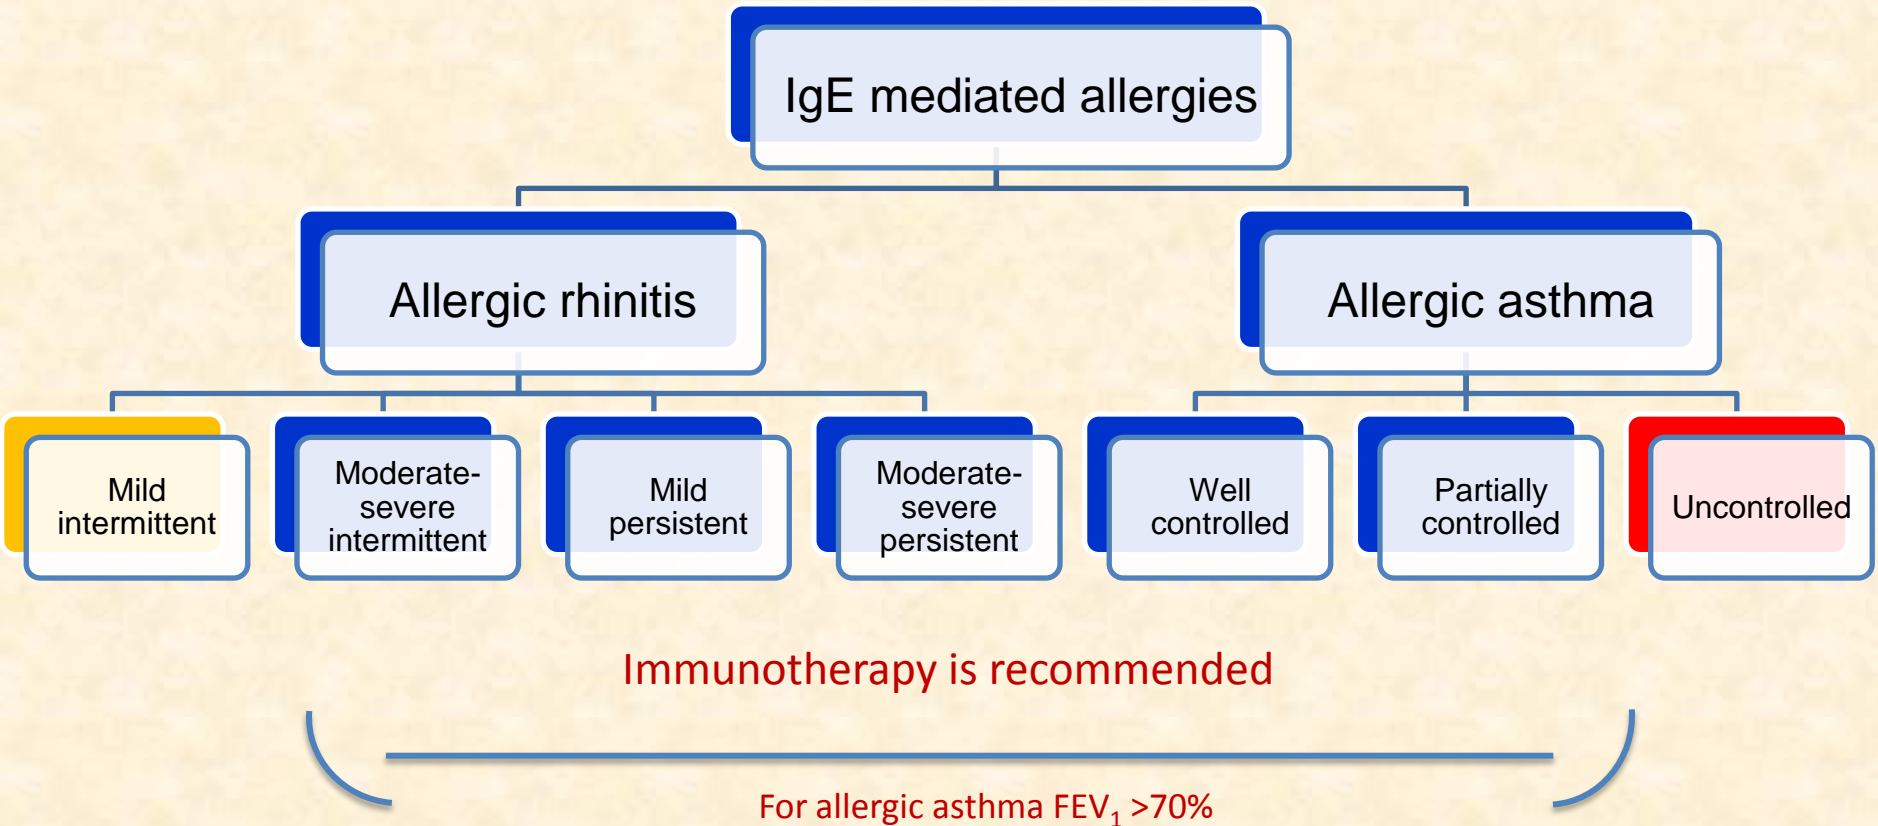 IgE mediated allergies
Allergic rhinitis
Allergic asthma
Mild
intermittent
Moderate-
severe
intermittent
Mild
persistent
Moderate-
severe
persistent
Well
controlled
Partially
controlled
Uncontrolled
Immunotherapy is recommended
For allergic asthma FEV₁ >70%